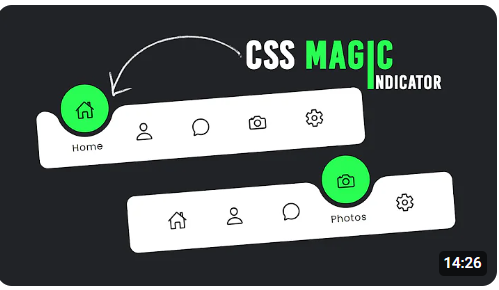 CSS MAGIC
INDICATOR
Home
Photos
14:26